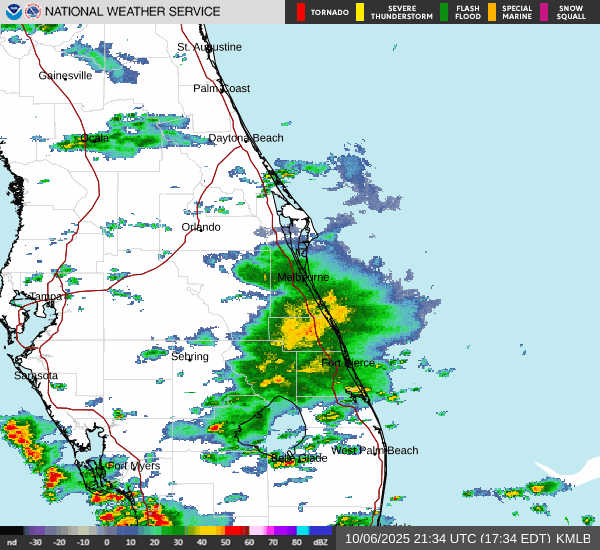 NATIONAL WEATHER SERVICE
TORNADO
SEVERE
THUNDERSTORM
FLASH
FLOOD
SPECIAL
MARINE
SNOW
SQUALL
St. Augustine
Gainesville
Palm Coast
Ocala
Daytona Beach
Orlando
Melbourne
Tampa
Sebring
Fort Pierce
Sarasota
West Palm Beach
Belle Glade
Fort Myers
nd -30 -20 -10 0 10 20 30 40 50 60 70 80 dBZ
10/06/2025 21:34 UTC (17:34 EDT) KMLB